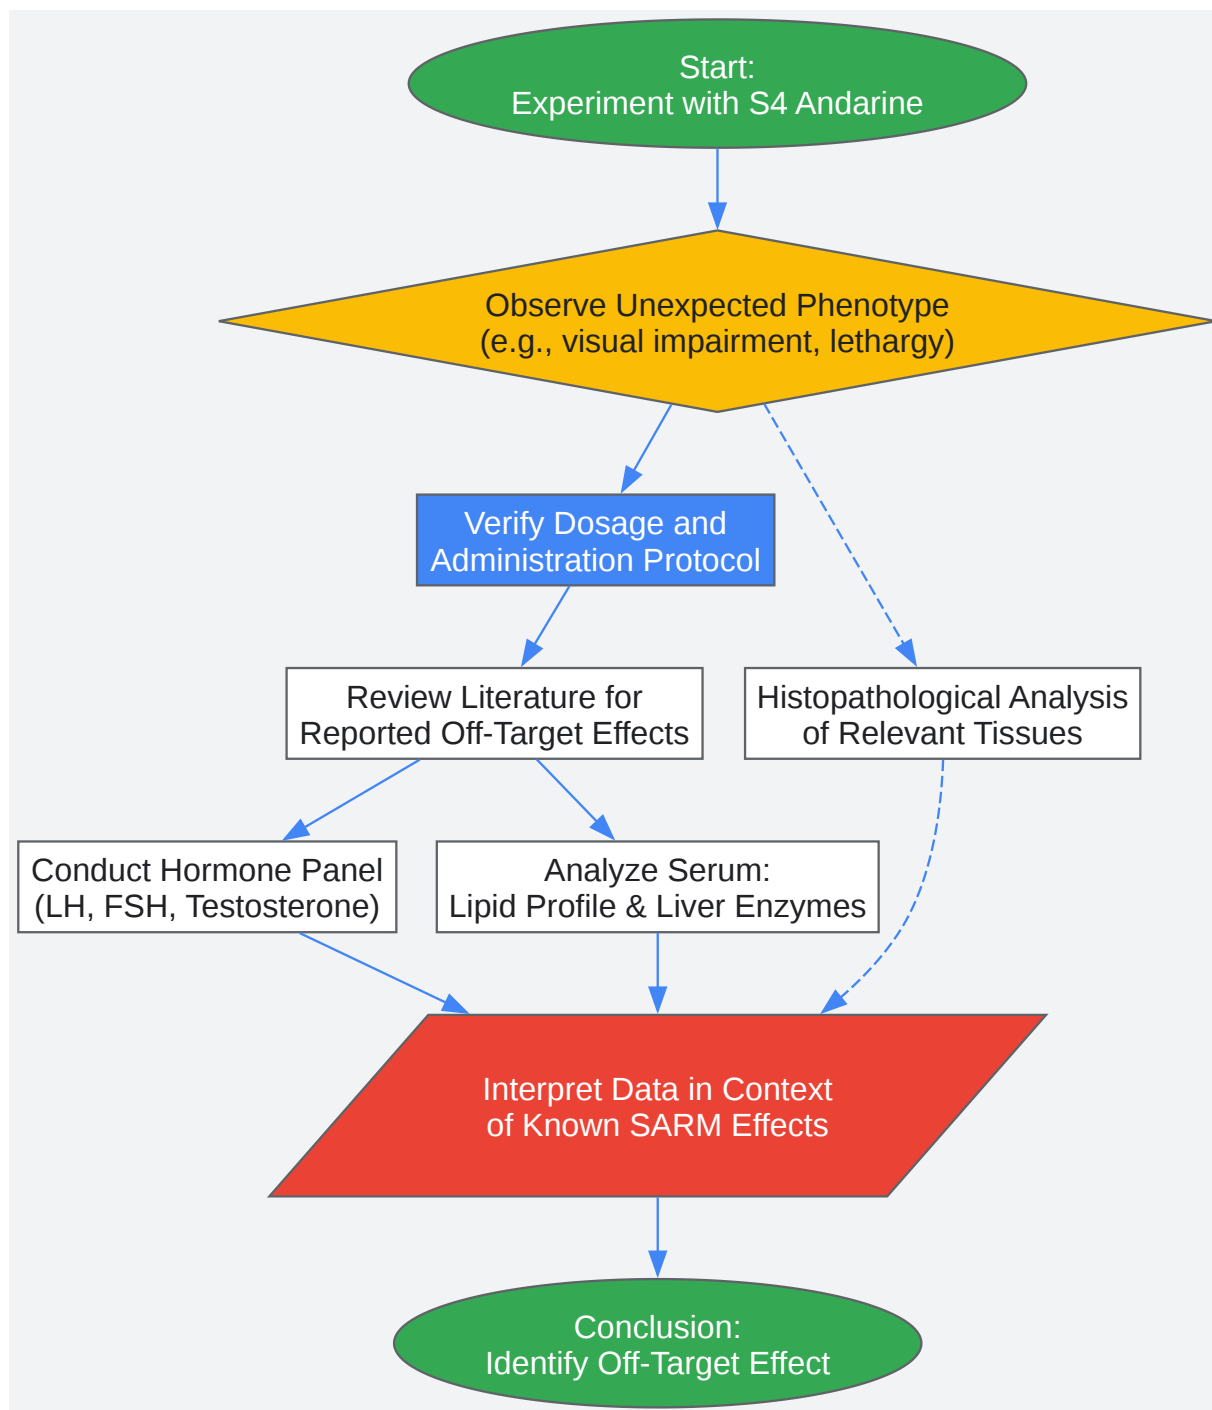 Start:
Experiment with S4 Andarine
Observe Unexpected Phenotype
(e.g., visual impairment, lethargy)
Verify Dosage and
Administration Protocol
Review Literature for
Reported Off-Target Effects
Histopathological Analysis
of Relevant Tissues
Conduct Hormone Panel
(LH, FSH, Testosterone)
Analyze Serum:
Lipid Profile & Liver Enzymes
Interpret Data in Context
of Known SARM Effects
Conclusion:
Identify Off-Target Effect